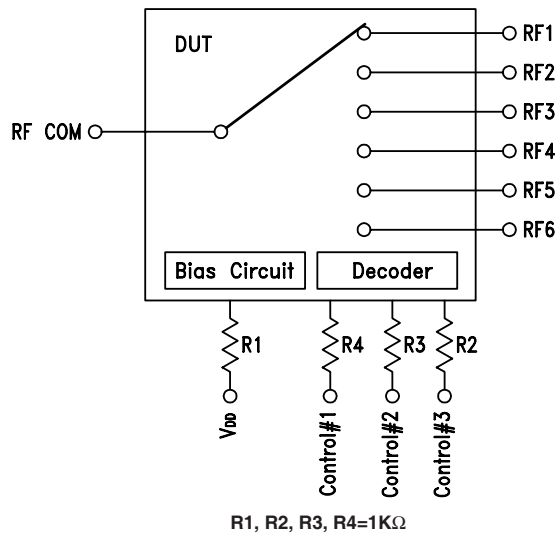 DUT
RF1
RF2
RF3
RF COM
RF4
RF5
RF6
Bias Circuit
Decoder
R1
R4
R3
R2
VDD
Control#1
Control#2
Control#3
R1, R2, R3, R4=1KΩ